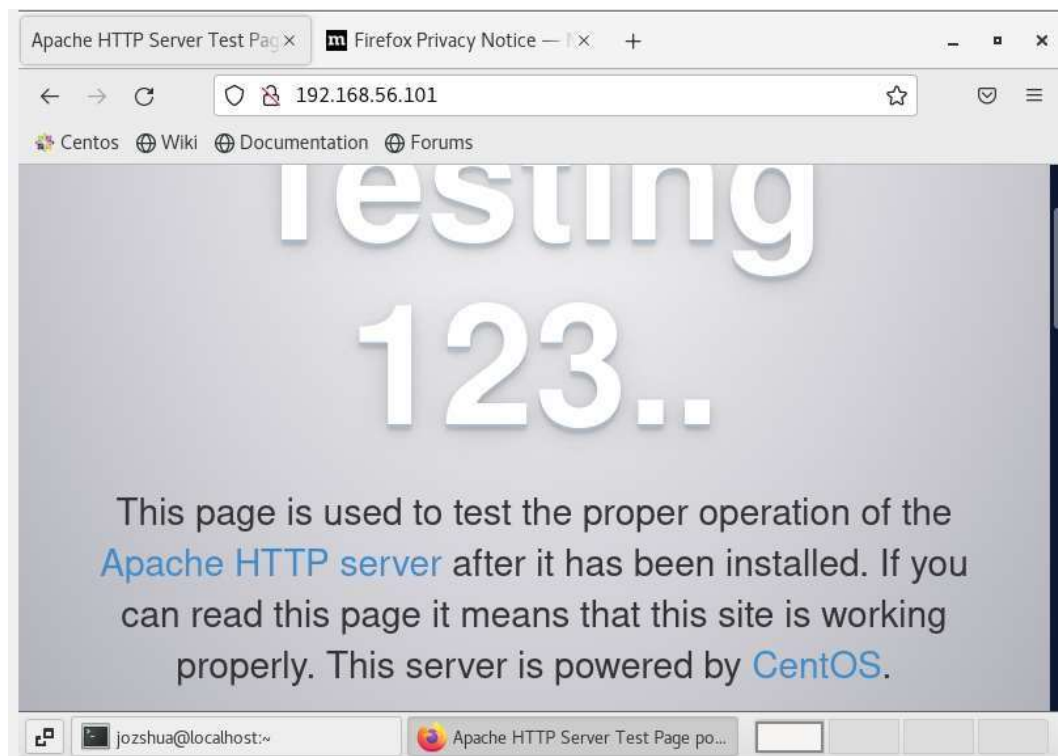 Apache HTTP Server Test Pag
m Firefox Privacy Notice —
192.168.56.101
Centos Wiki Documentation Forums
Testing
123..
This page is used to test the proper operation of the
Apache HTTP server after it has been installed. If you
can read this page it means that this site is working
properly. This server is powered by CentOS.
jozshua@localhost:~ Apache HTTP Server Test Page po...